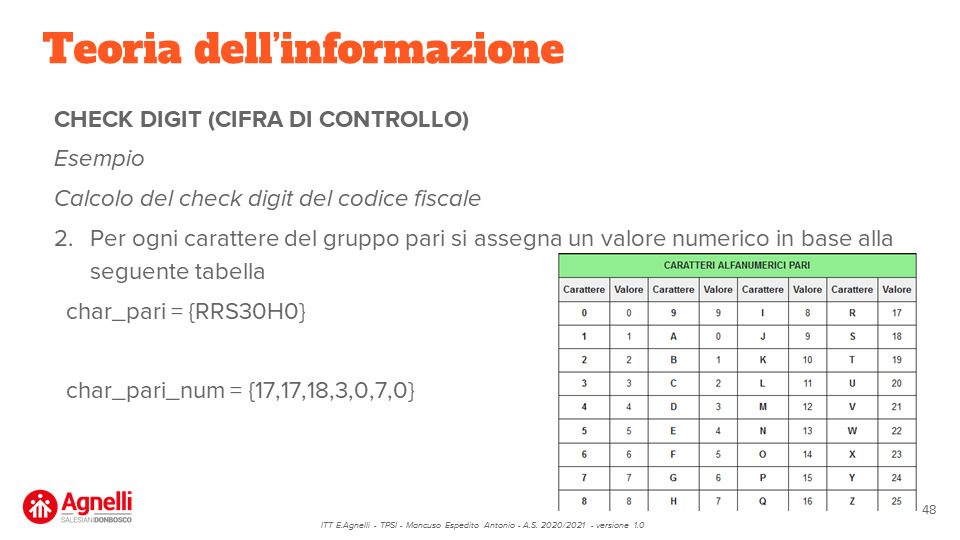 Teoria dell'informazione
CHECK DIGIT (CIFRA DI CONTROLLO)
Esempio
Calcolo del check digit del codice fiscale
2. Per ogni carattere del gruppo pari si assegna un valore numerico in base alla
seguente tabella
char_pari = {RRS30H0}
char_pari_num = {17,17,18,3,0,7,0}
CARATTERI ALFANUMERICI PARI
Carattere Valore Carattere Valore Carattere Valore Carattere Valore
0 0 9 9 I 8 R 17
1 1 A 0 J 9 S 18
2 2 B 1 K 10 T 19
3 3 C 2 L 11 U 20
4 4 D 3 M 12 V 21
5 5 E 4 N 13 W 22
6 6 F 5 O 14 X 23
7 7 G 6 P 15 Y 24
8 8 H 7 Q 16 Z 25
Agnelli
SALESIANI DONBOSCO
ITT E.Agnelli - TPSI - Mancuso Espedito Antonio - A.S. 2020/2021 - versione 1.0
48